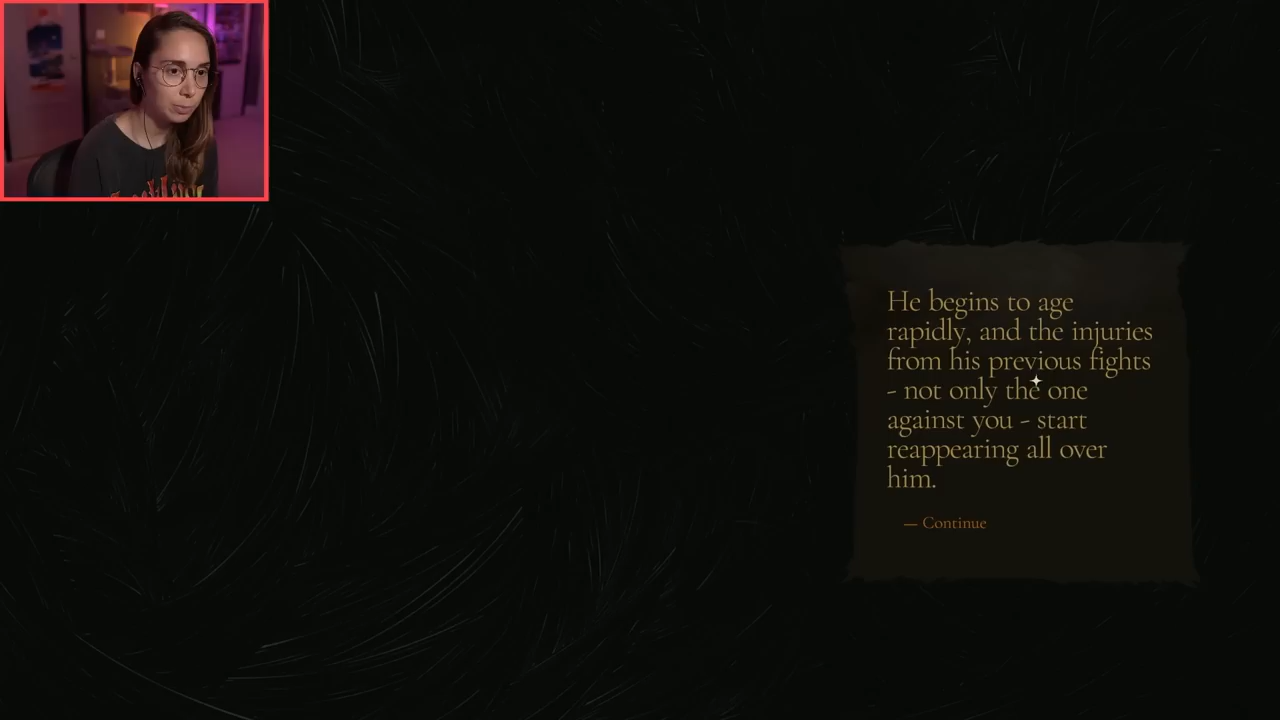 He begins to age
rapidly, and the injuries
from his previous fights
- not only the one
against you - start
reappearing all over
him.
— Continue